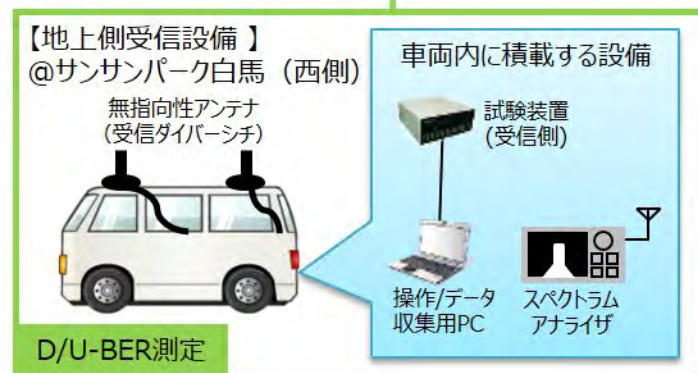 【地上側受信設備 】
@サンサンパーク白馬（西側）
無指向性アンテナ
（受信ダイバーシチ）
車両内に積載する設備
試験装置
(受信側)
操作/データ
収集用PC
スペクトラム
アナライザ
D/U-BER測定